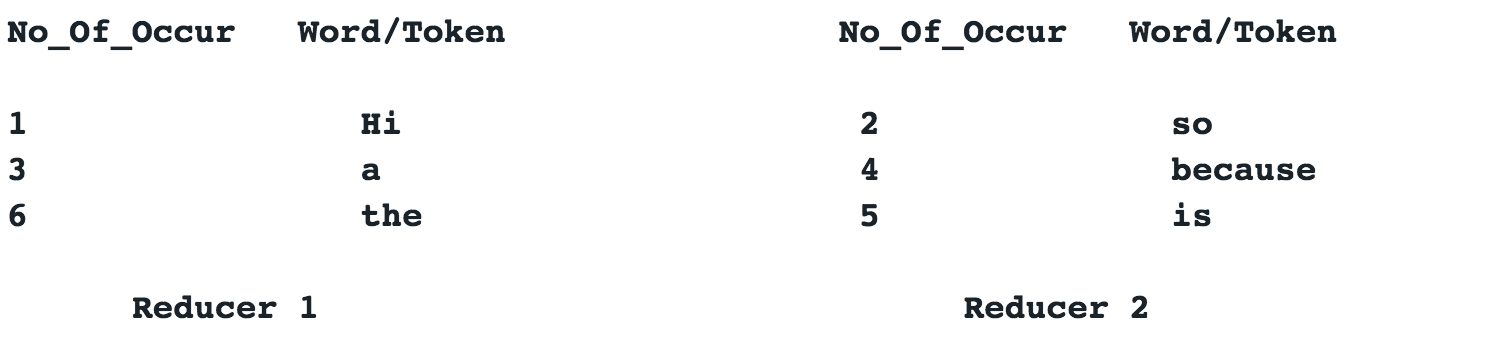 No_Of_Occur   Word/Token                No_Of_Occur   Word/Token
1                Hi                      2              so
3                a                       4              because
6                the                     5              is
Reducer 1                               Reducer 2